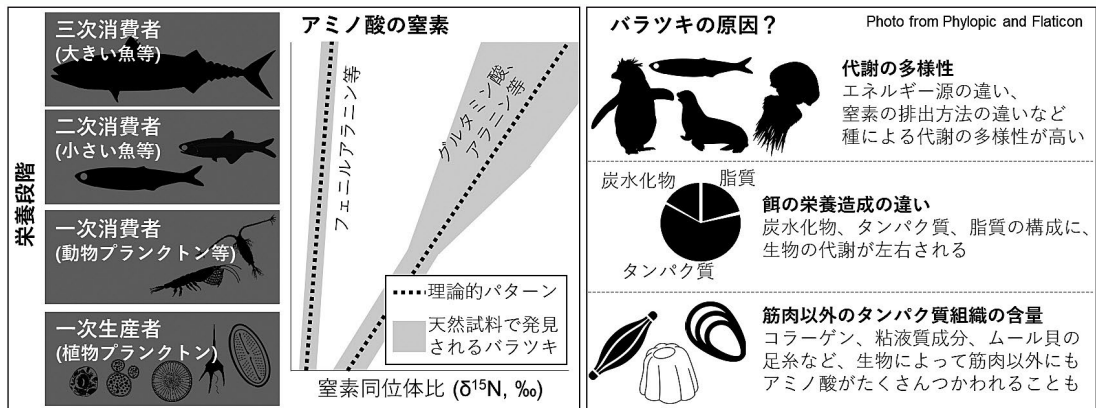 栄養段階
三次消費者
(大きい魚等)
二次消費者
(小さい魚等)
一次消費者
(動物プランクトン等)
一次生産者
(植物プランクトン)
アミノ酸の窒素
フェニルアラニン等
グルタミン酸、
アラニン等
理論的パターン
天然試料で発見
されるバラツキ
窒素同位体比 (δ¹⁵N, ‰)
バラツキの原因?
Photo from Phylopic and Flaticon
代謝の多様性
エネルギー源の違い、
窒素の排出方法の違いなど
種による代謝の多様性が高い
炭水化物
脂質
タンパク質
餌の栄養造成の違い
炭水化物、タンパク質、脂質の構成に、
生物の代謝が左右される
筋肉以外のタンパク質組織の含量
コラーゲン、粘液質成分、ムール貝の
足糸など、生物によって筋肉以外にも
アミノ酸がたくさんつかわれることも